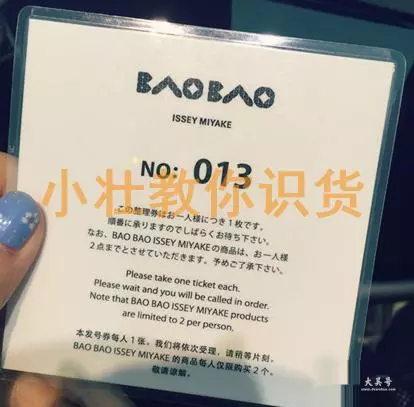 BAOBAO
ISSEY MIYAKE
NO: 013
小壮教你识货
この整理券はお一人様につき1枚です。
順番に承りますのでしばらくお待ち下さい。
なお、BAO BAO ISSEY MIYAKEの商品は、お一人様
2点までとさせていただきます。予めご了承下さい。
Please take one ticket each.
Please wait and you will be called in order.
Note that BAO BAO ISSEY MIYAKE products
are limited to 2 per person.
本发号券每人1张。我们将依次受理，请稍等片刻。
BAO BAO ISSEY MIYAKE 的商品每人仅限购买2个。
敬请谅解。
大美号